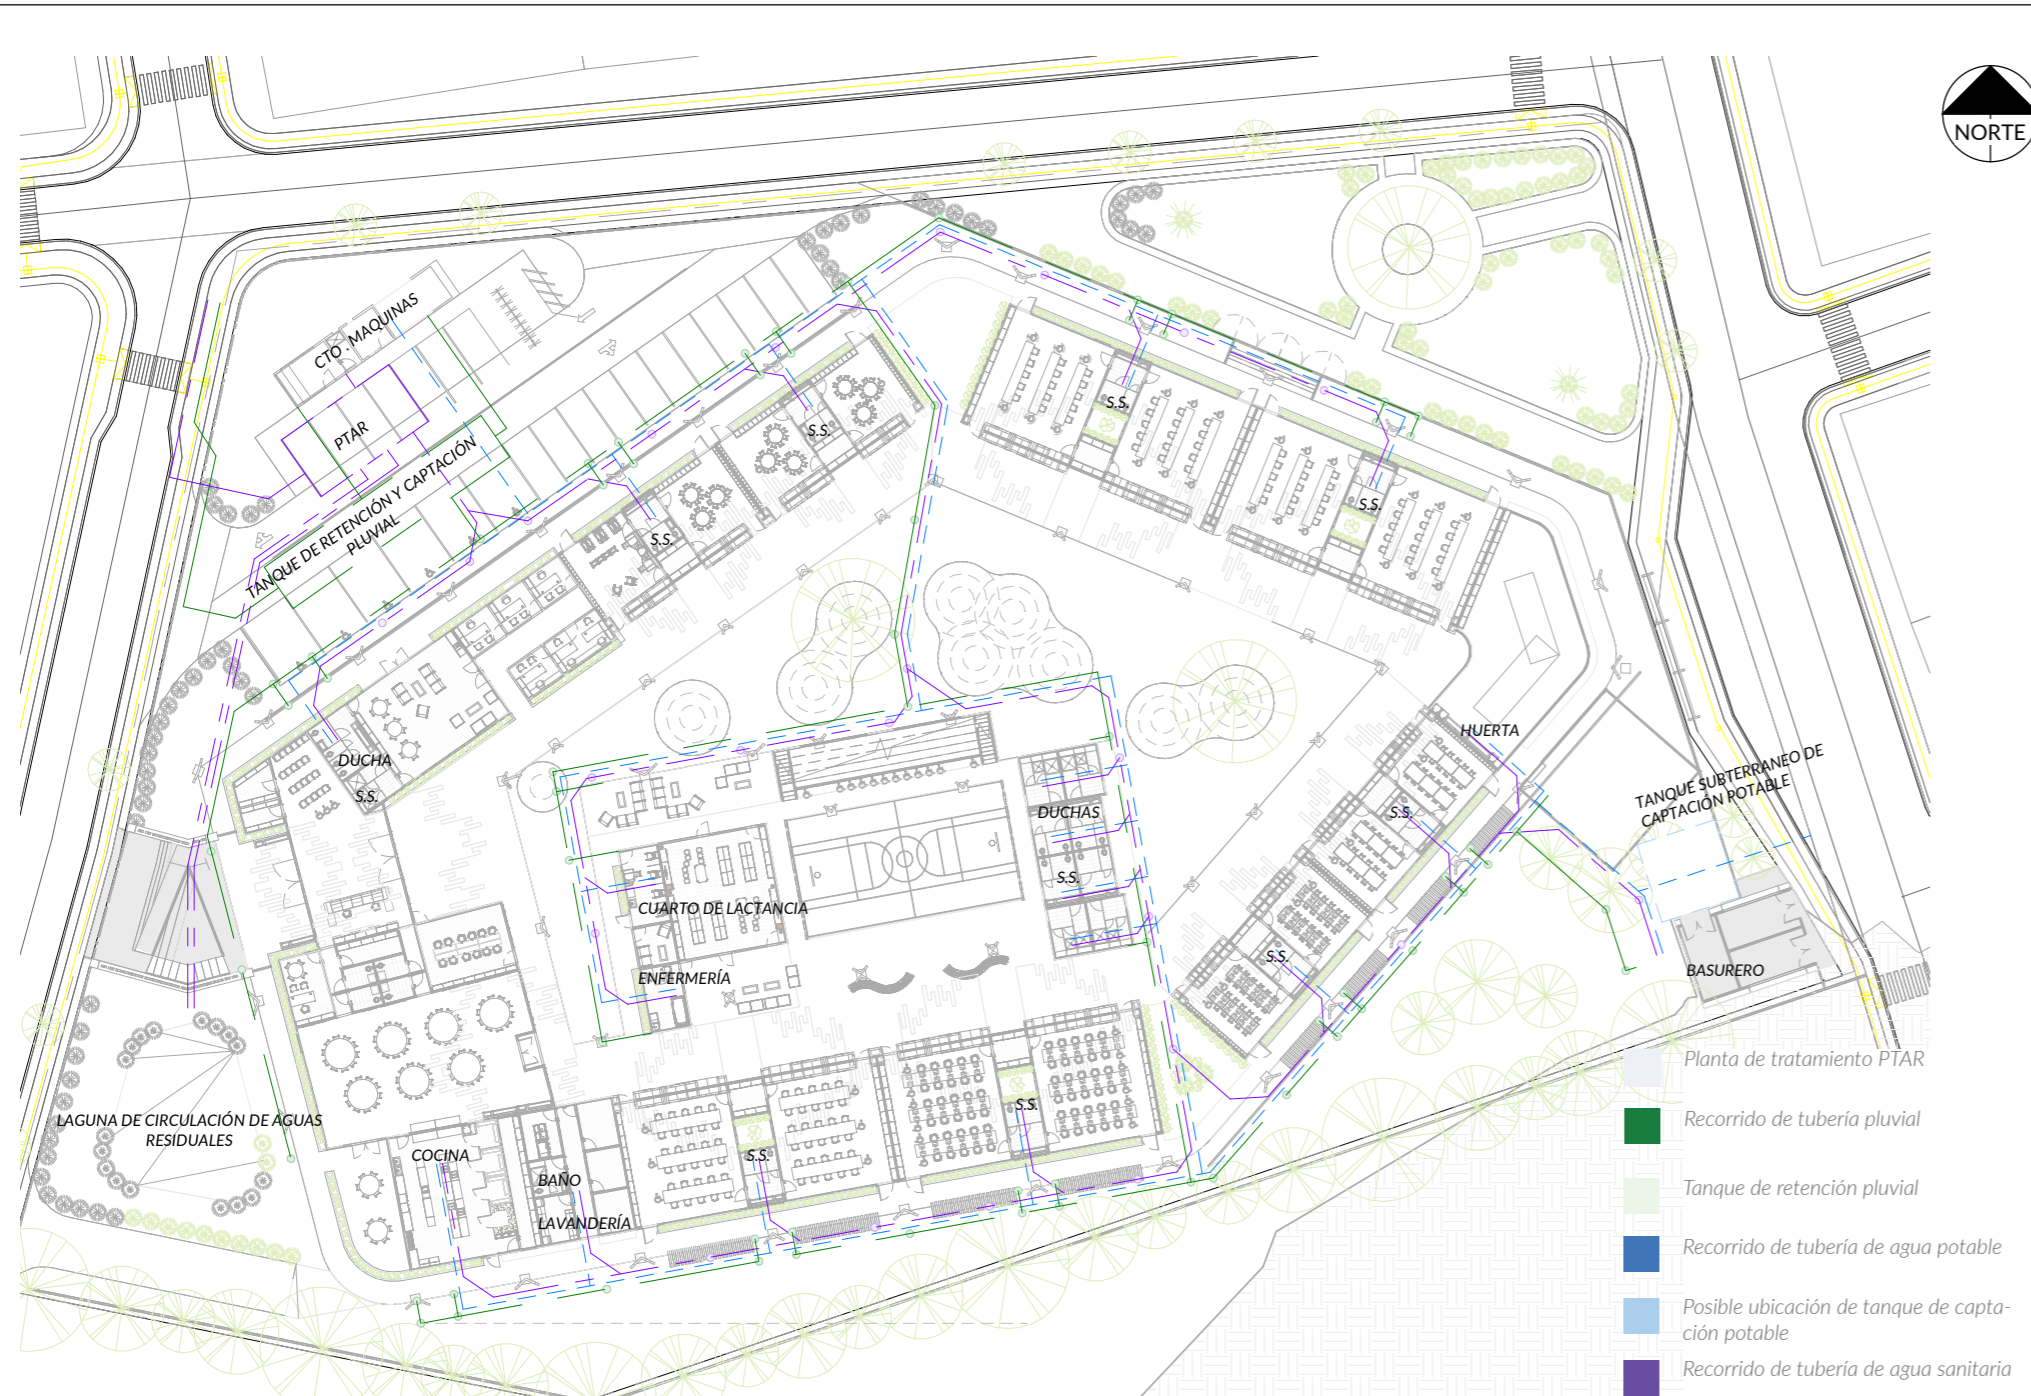 NORTE
CTO . MAQUINAS
PTAR
TANQUE DE RETENCIÓN Y CAPTACIÓN
PLUVIAL
S.S.
S.S.
S.S.
S.S.
DUCHA
S.S.
HUERTA
TANQUE SUBTERRANEO DE
CAPTACIÓN POTABLE
DUCHAS
S.S.
S.S.
CUARTO DE LACTANCIA
S.S.
ENFERMERÍA
BASURERO
LAGUNA DE CIRCULACIÓN DE AGUAS
RESIDUALES
S.S.
COCINA
S.S.
BAÑO
LAVANDERÍA
Planta de tratamiento PTAR
Recorrido de tubería pluvial
Tanque de retención pluvial
Recorrido de tubería de agua potable
Posible ubicación de tanque de capta-
ción potable
Recorrido de tubería de agua sanitaria